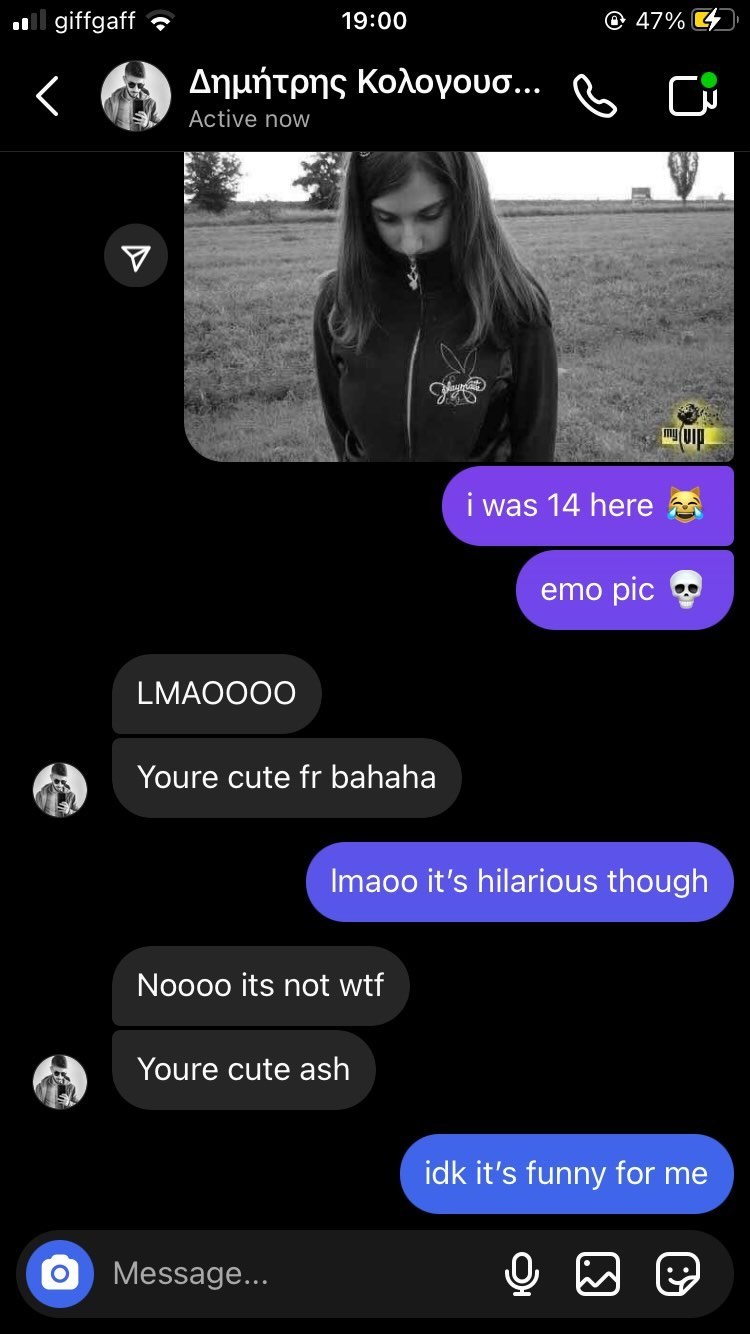 giffgaff 19:00 47%
Δημήτρης Κολογουσ...
Active now
playmate
my vip
i was 14 here 😹
emo pic 💀
LMAOOOO
Youre cute fr bahaha
lmaoo it’s hilarious though
Noooo its not wtf
Youre cute ash
idk it’s funny for me
Message...